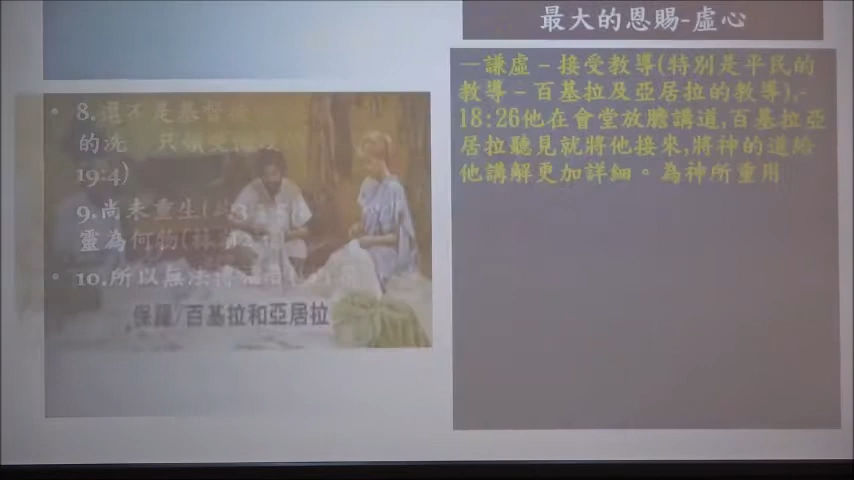 最大的恩賜-虛心
一謙虛–接受教導(特別是平民的
教導–百基拉及亞居拉的教導),-
18:26他在會堂放膽講道,百基拉亞
居拉聽見就將他接來,將神的道給
他講解更加詳細。為神所重用
• 8.還不是基督徒
的洗 只領受
19:4)
9.尚未重生(
靈為何物(林前
• 10.所以無法
保羅/百基拉和亞居拉